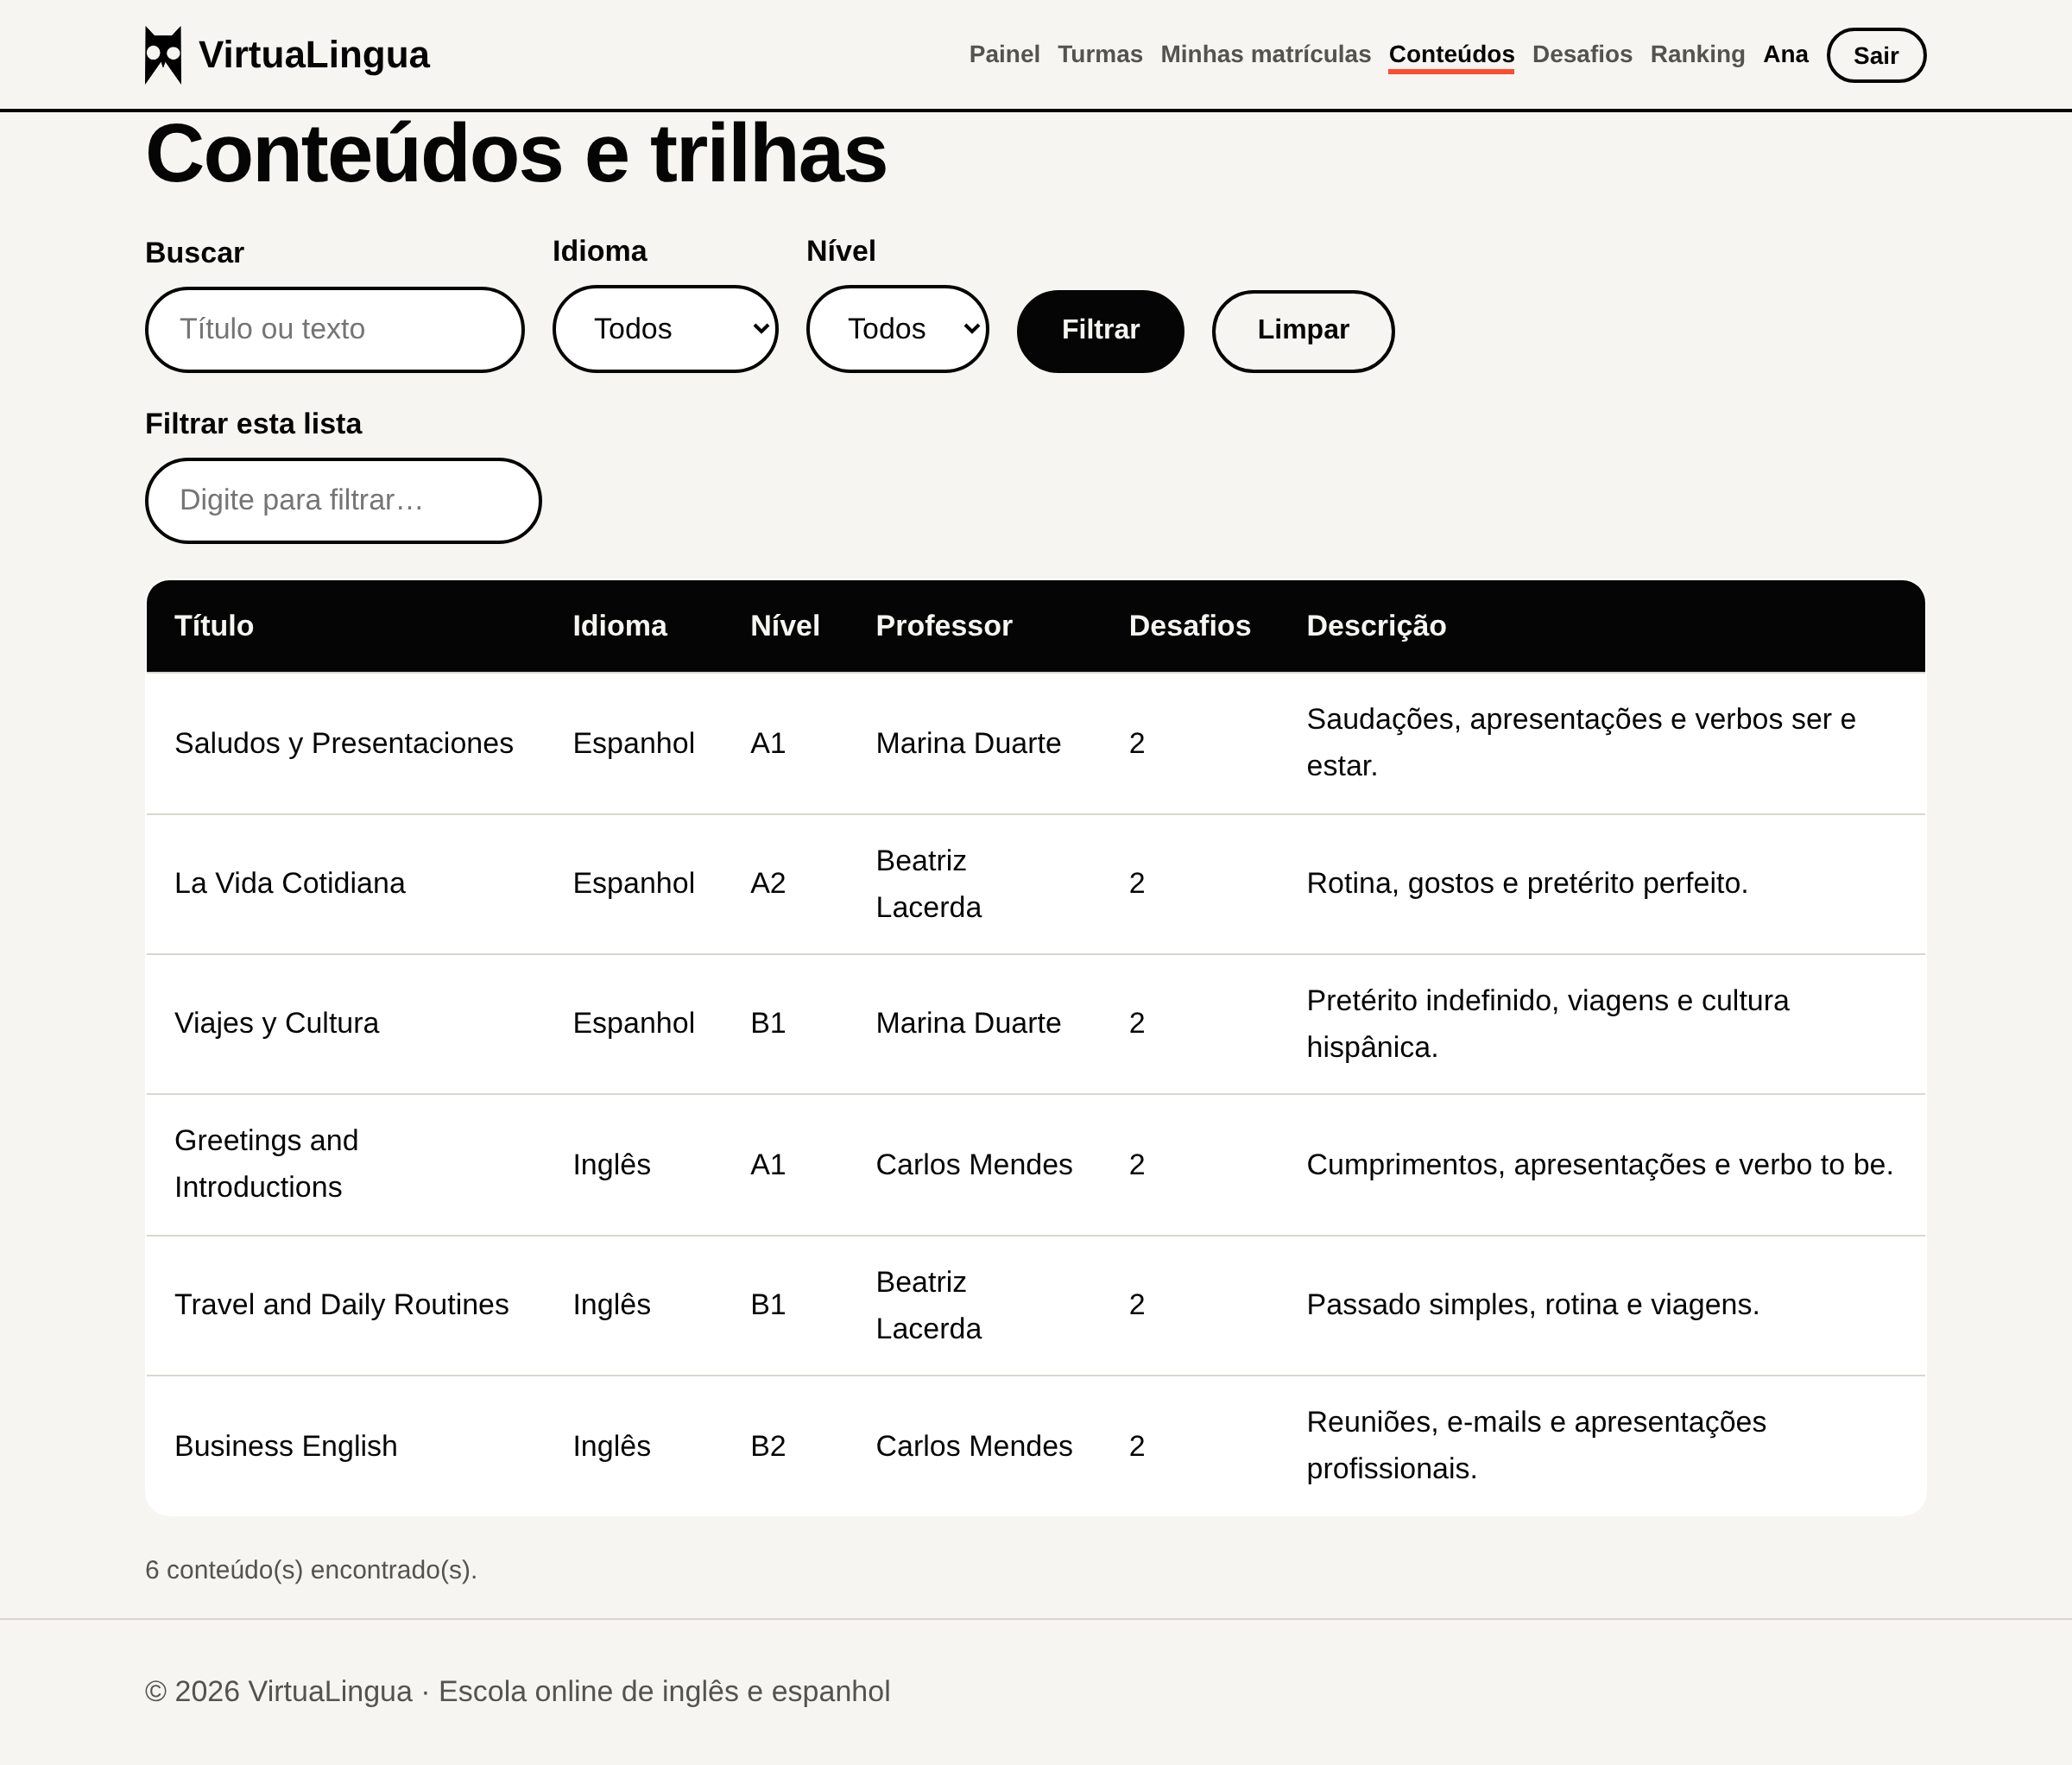 VirtuaLingua
Painel Turmas Minhas matrículas Conteúdos Desafios Ranking Ana Sair
Conteúdos e trilhas
Buscar Idioma Nível
Título ou texto Todos Todos Filtrar Limpar
Filtrar esta lista
Digite para filtrar…
Título Idioma Nível Professor Desafios Descrição
Saludos y Presentaciones Espanhol A1 Marina Duarte 2 Saudações, apresentações e verbos ser e
estar.
La Vida Cotidiana Espanhol A2 Beatriz
Lacerda 2 Rotina, gostos e pretérito perfeito.
Viajes y Cultura Espanhol B1 Marina Duarte 2 Pretérito indefinido, viagens e cultura
hispânica.
Greetings and
Introductions Inglês A1 Carlos Mendes 2 Cumprimentos, apresentações e verbo to be.
Travel and Daily Routines Inglês B1 Beatriz
Lacerda 2 Passado simples, rotina e viagens.
Business English Inglês B2 Carlos Mendes 2 Reuniões, e-mails e apresentações
profissionais.
6 conteúdo(s) encontrado(s).
© 2026 VirtuaLingua · Escola online de inglês e espanhol